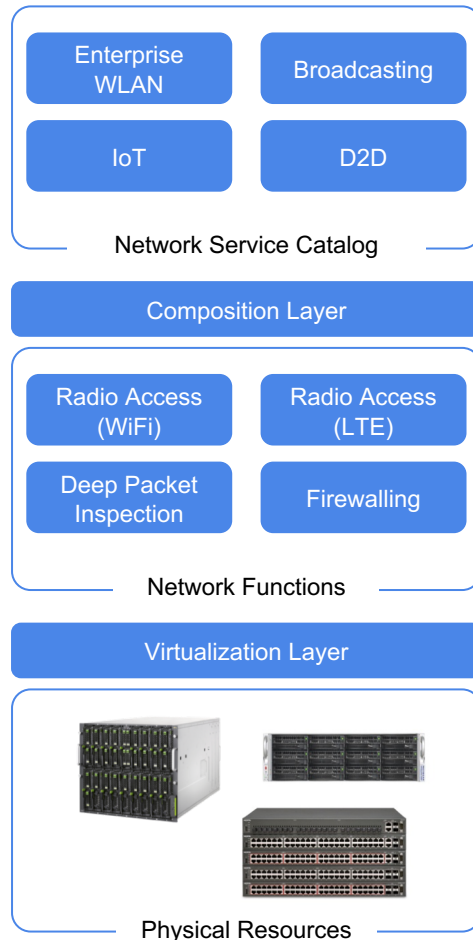 Enterprise
WLAN
Broadcasting
IoT
D2D
Network Service Catalog
Composition Layer
Radio Access
(WiFi)
Radio Access
(LTE)
Deep Packet
Inspection
Firewalling
Network Functions
Virtualization Layer
Physical Resources